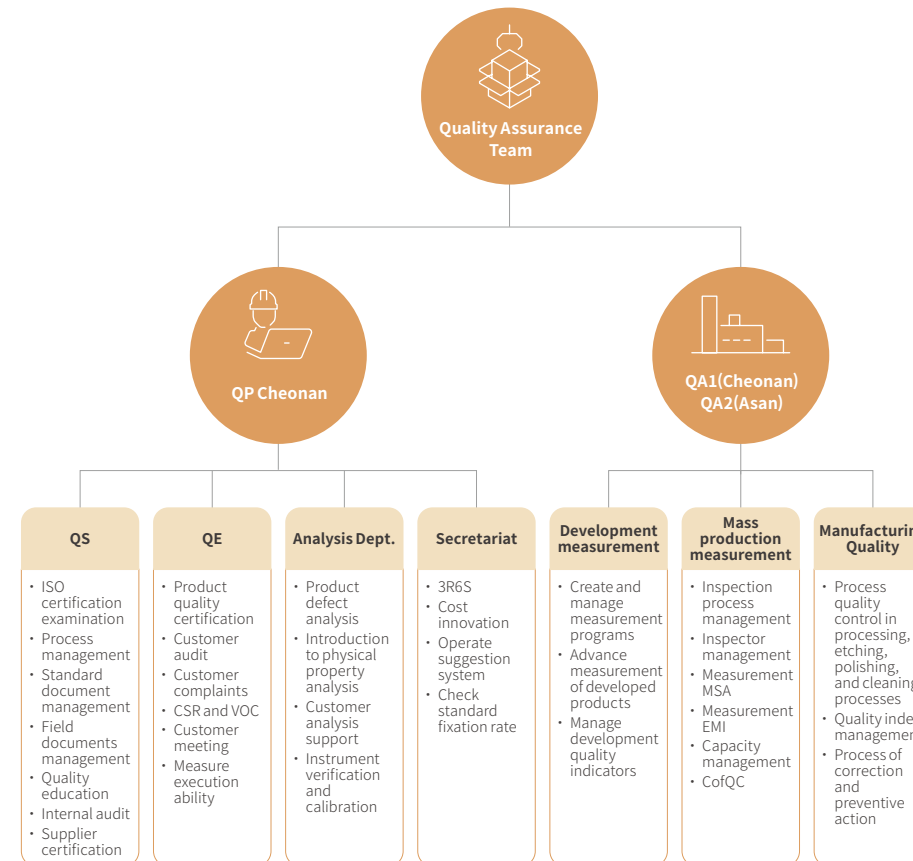 Quality Assurance
Team
QP Cheonan
QA1(Cheonan)
QA2(Asan)
QS
・ ISO
certification
examination
・ Process
management
・ Standard
document
management
・ Field
documents
management
・ Quality
education
・ Internal audit
・ Supplier
certification
QE
・ Product
quality
certification
・ Customer
audit
・ Customer
complaints
・ CSR and VOC
・ Customer
meeting
・ Measure
execution
ability
Analysis Dept.
・ Product
defect
analysis
・ Introduction
to physical
property
analysis
・ Customer
analysis
support
・ Instrument
verification
and
calibration
Secretariat
・ 3R6S
・ Cost
innovation
・ Operate
suggestion
system
・ Check
standard
fixation rate
Development
measurement
・ Create and
manage
measurement
programs
・ Advance
measurement
of developed
products
・ Manage
development
quality
indicators
Mass
production
measurement
・ Inspection
process
management
・ Inspector
management
・ Measurement
MSA
・ Measurement
EMI
・ Capacity
management
・ CofQC
Quality
・ Process
quality
control in
processing,
etching,
polishing,
and
processes
・ Quality
・ Process of
correction
and
preventive
action